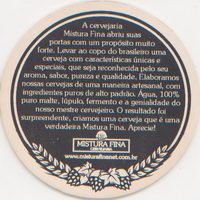 A cervejaria
Mistura Fina abriu suas
portas com um propósito muito
forte. Levar ao copo do brasileiro uma
cerveja com características únicas e
especiais, que seja reconhecida pelo seu
aroma, sabor, pureza e qualidade. Elaboramos
nossas cervejas de uma maneira artesanal, com
ingredientes puros de alto padrão. Água, 100%
puro malte, lúpulo, fermento e a genialidade do
nosso mestre cervejeiro. O resultado foi
surpreendente, criamos uma cerveja que é uma
verdadeira Mistura Fina. Aprecie!
MISTURA FINA
www.misturafinanet.com.br